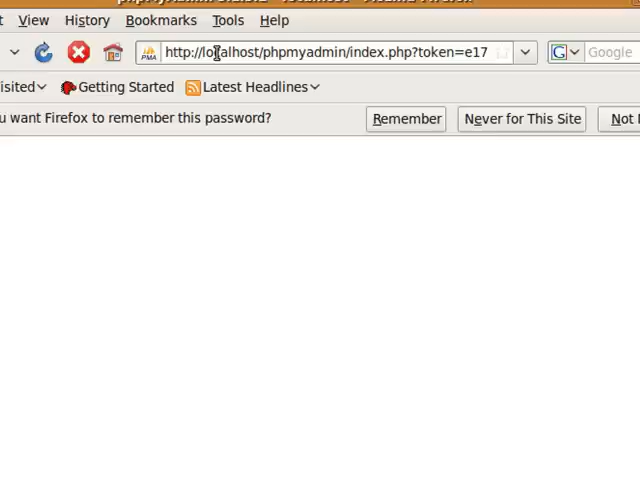 View History Bookmarks Tools Help
PMA http://localhost/phpmyadmin/index.php?token=e17 G Google
Getting Started Latest Headlines
want Firefox to remember this password? Remember Never for This Site Not